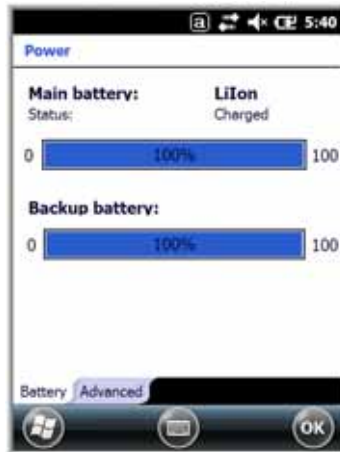 a 5:40
Power
Main battery: LiIon
Status: Charged
0 100% 100
Backup battery:
0 100% 100
Battery Advanced
OK